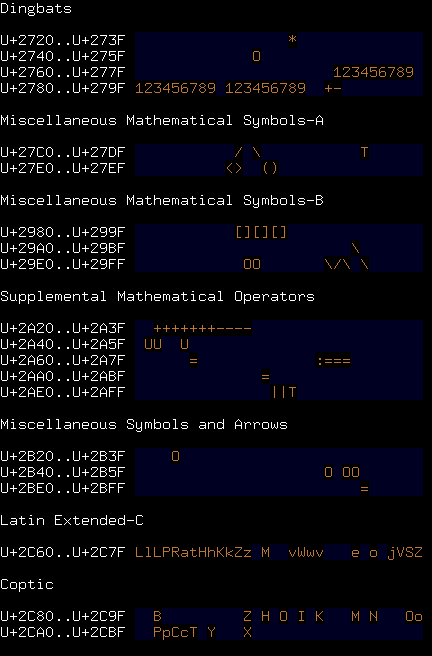 Dingbats
U+2720..U+273F                  *
U+2740..U+275F              O
U+2760..U+277F                       123456789
U+2780..U+279F 123456789 123456789  +-
Miscellaneous Mathematical Symbols-A
U+27C0..U+27DF            / \           T
U+27E0..U+27EF           <>  ()
Miscellaneous Mathematical Symbols-B
U+2980..U+299F            [][][]
U+29A0..U+29BF                         \
U+29E0..U+29FF             OO       \/\ \
Supplemental Mathematical Operators
U+2A20..U+2A3F   +++++++----
U+2A40..U+2A5F  UU  U
U+2A60..U+2A7F       =             :===
U+2AA0..U+2ABF               =
U+2AE0..U+2AFF                ||T
Miscellaneous Symbols and Arrows
U+2B20..U+2B3F     O
U+2B40..U+2B5F                      O OO
U+2BE0..U+2BFF                          =
Latin Extended-C
U+2C60..U+2C7F LlLPRatHhKkZz M  vWwv   e o jVSZ
Coptic
U+2C80..U+2C9F   B         Z H O I K   M N   Oo
U+2CA0..U+2CBF   PpCcT Y   X